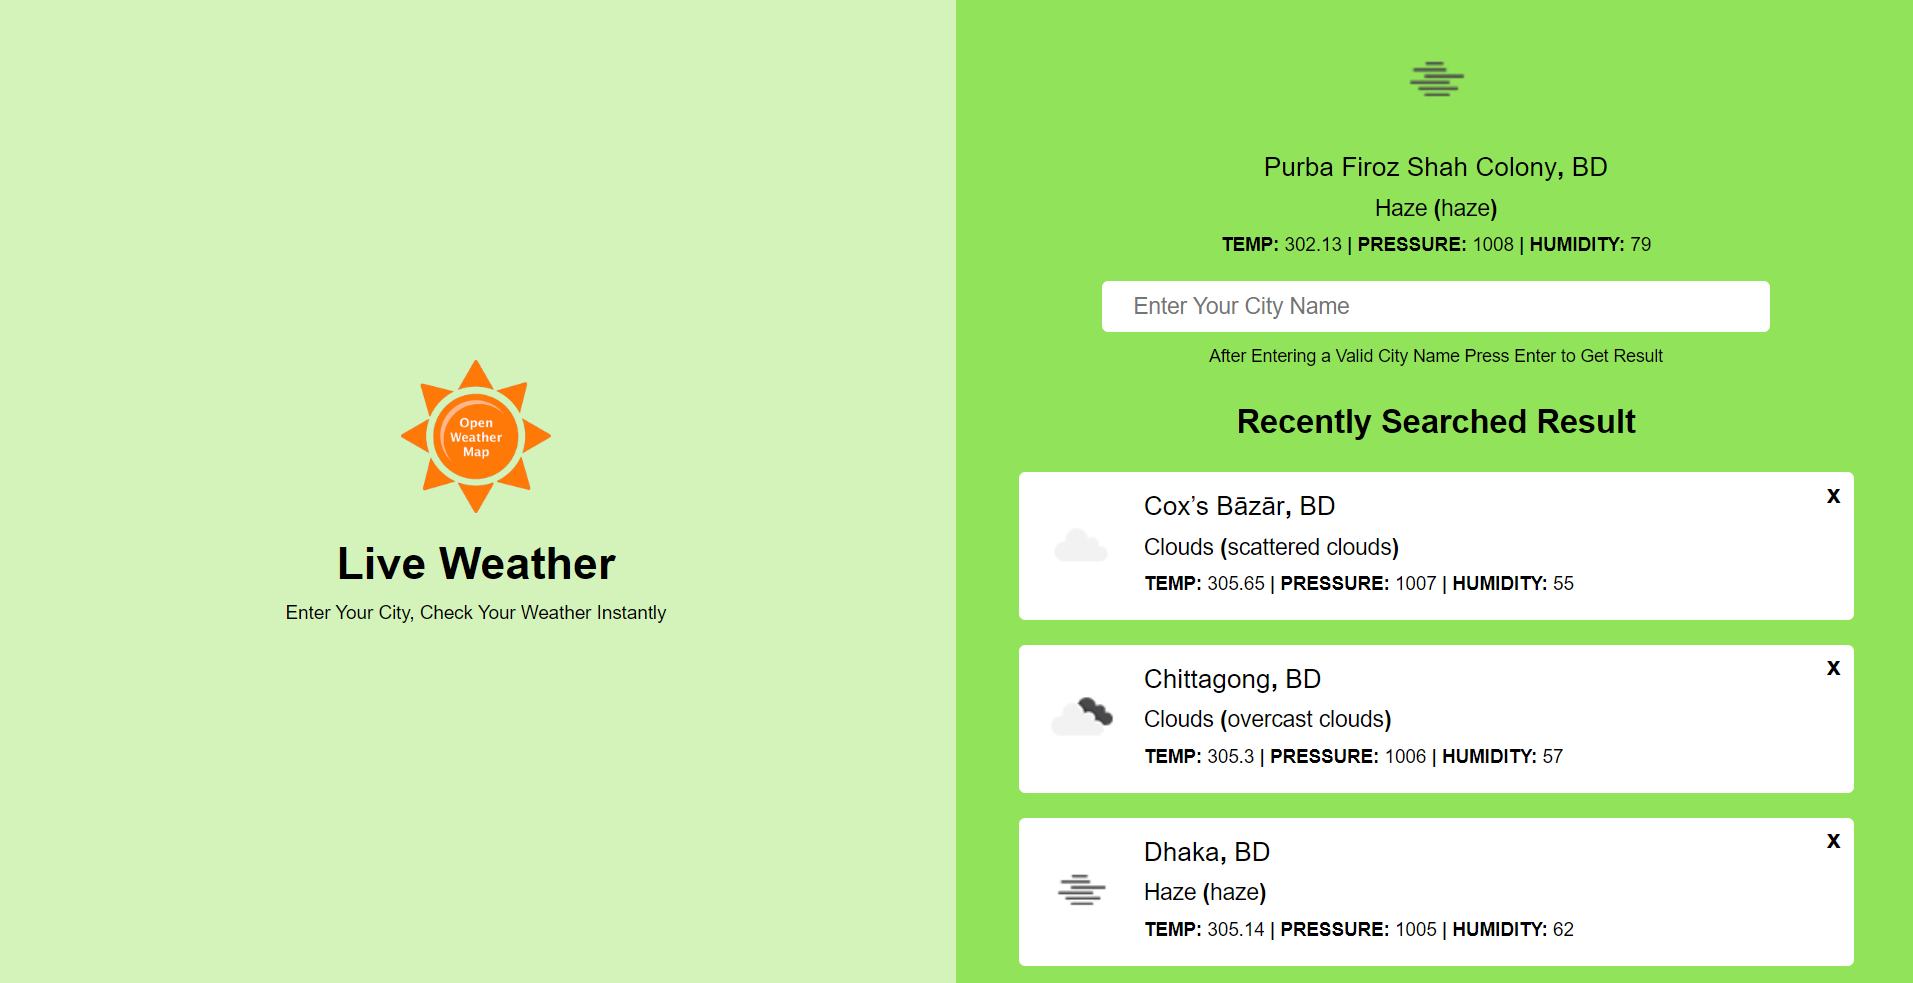 Open
Weather
Map
Live Weather
Enter Your City, Check Your Weather Instantly
Purba Firoz Shah Colony, BD
Haze (haze)
TEMP: 302.13 | PRESSURE: 1008 | HUMIDITY: 79
Enter Your City Name
After Entering a Valid City Name Press Enter to Get Result
Recently Searched Result
Cox’s Bāzār, BD
X
Clouds (scattered clouds)
TEMP: 305.65 | PRESSURE: 1007 | HUMIDITY: 55
Chittagong, BD
X
Clouds (overcast clouds)
TEMP: 305.3 | PRESSURE: 1006 | HUMIDITY: 57
Dhaka, BD
X
Haze (haze)
TEMP: 305.14 | PRESSURE: 1005 | HUMIDITY: 62